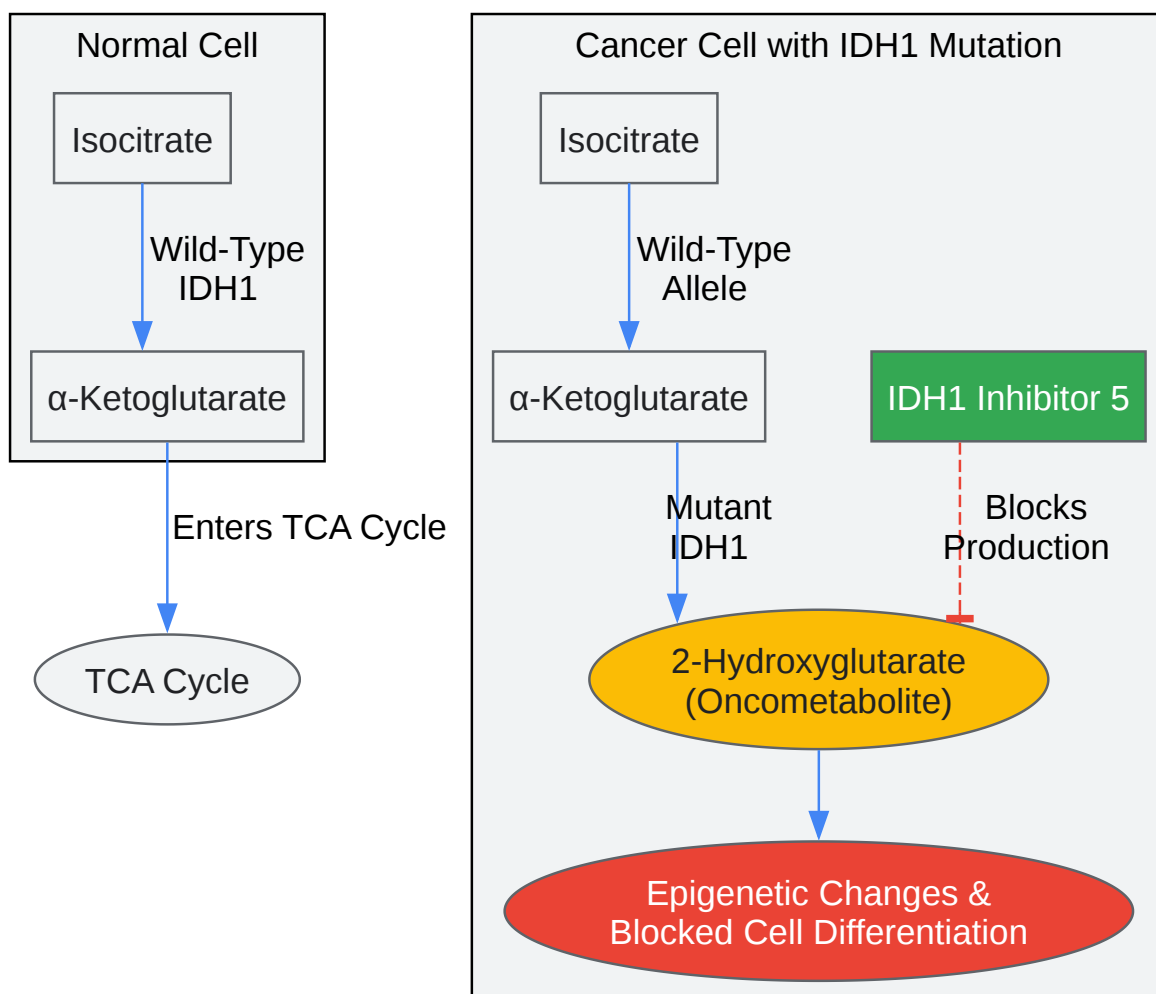 Normal Cell
Isocitrate
Wild-Type
IDH1
α-Ketoglutarate
Enters TCA Cycle
TCA Cycle
Cancer Cell with IDH1 Mutation
Isocitrate
Wild-Type
Allele
α-Ketoglutarate
IDH1 Inhibitor 5
Mutant
IDH1
Blocks
Production
2-Hydroxyglutarate
(Oncometabolite)
Epigenetic Changes &
Blocked Cell Differentiation